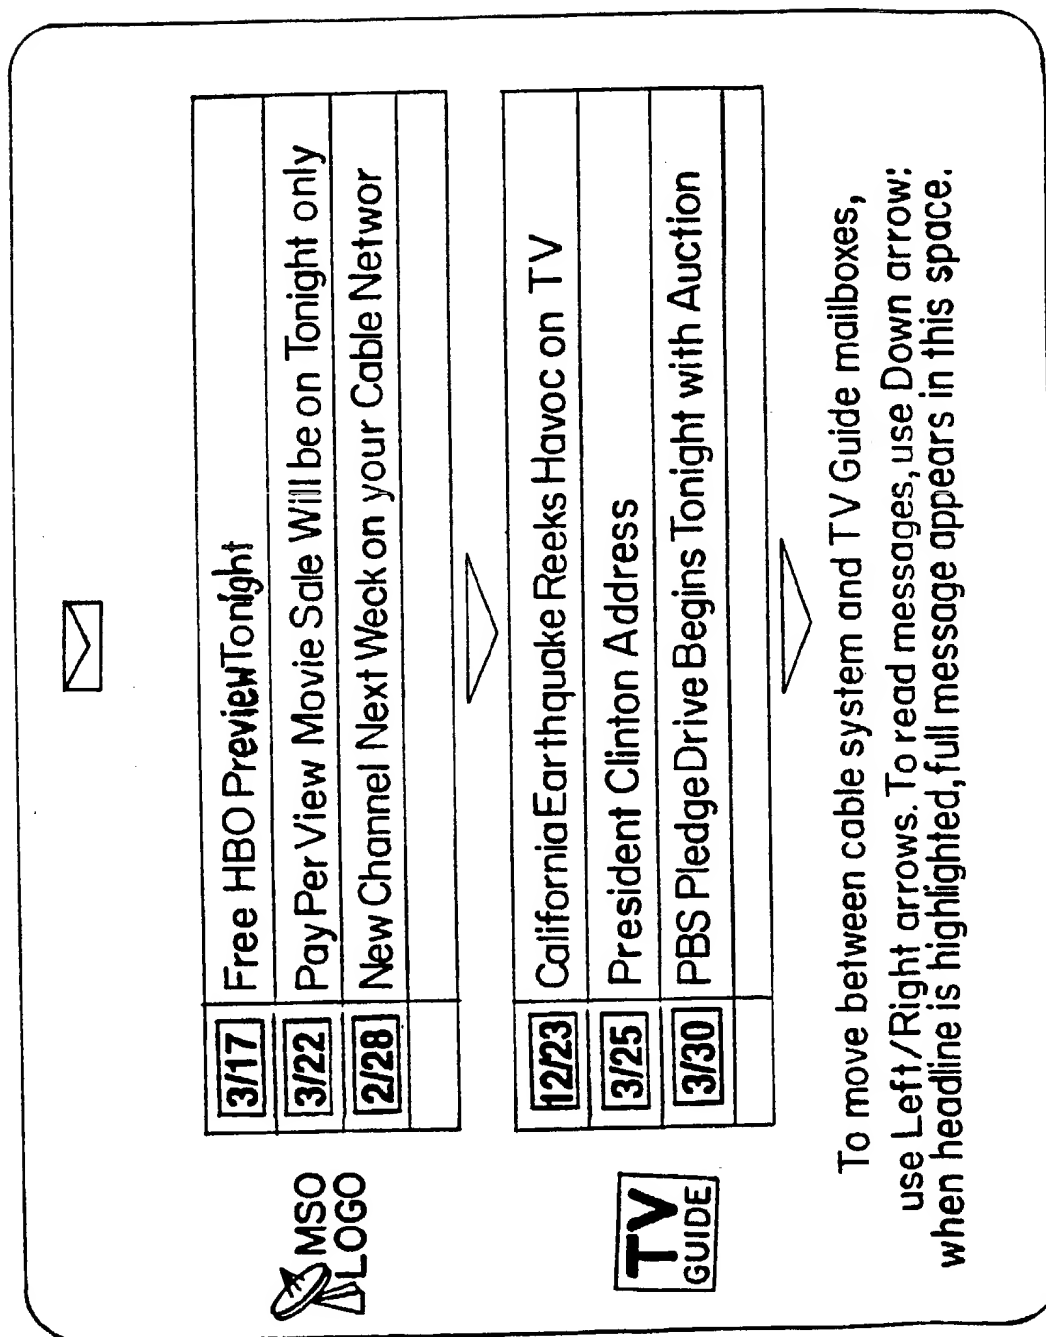 MSO
LOGO
3/17 Free HBO Preview Tonight
3/22 Pay Per View Movie Sale Will be on Tonight only
2/28 New Channel Next Weck on your Cable Networ
TV
GUIDE
12/23 California Earthquake Reeks Havoc on TV
3/25 President Clinton Address
3/30 PBS Pledge Drive Begins Tonight with Auction
To move between cable system and TV Guide mailboxes,
use Left/Right arrows. To read messages, use Down arrow:
when headline is highlighted, full message appears in this space.